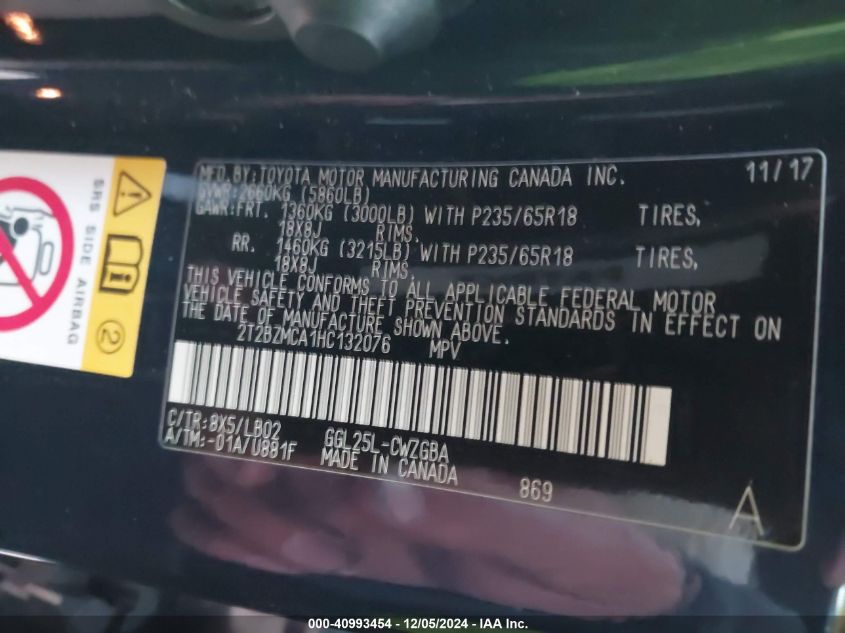 MFD.BY:TOYOTA MOTOR MANUFACTURING CANADA INC. 11/17
GVWR:2660KG (5860LB)
GAWR:FRT. 1360KG (3000LB) WITH P235/65R18 TIRES,
18X8J RIMS,
RR. 1460KG (3215LB) WITH P235/65R18 TIRES,
18X8J RIMS,
THIS VEHICLE CONFORMS TO ALL APPLICABLE FEDERAL MOTOR
VEHICLE SAFETY AND THEFT PREVENTION STANDARDS IN EFFECT ON
THE DATE OF MANUFACTURE SHOWN ABOVE.
2T2BZMCA1HC132076 MPV
C/TR:8X5/LB02 GGL25L-CWZGBA
A/TM:-01A/U881F MADE IN CANADA
869
A
SRS SIDE AIRBAG
2
000-40993454 - 12/05/2024 - IAA Inc.